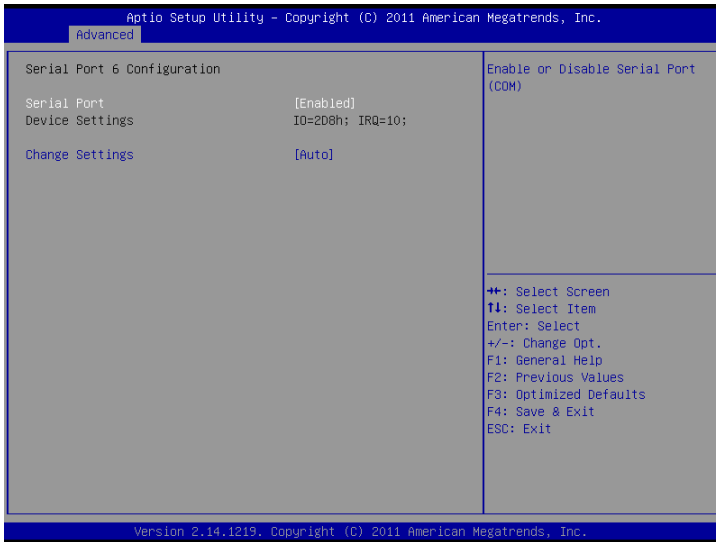 Aptio Setup Utility – Copyright (C) 2011 American Megatrends, Inc.
Advanced
Serial Port 6 Configuration
Serial Port [Enabled]
Device Settings IO=2D8h; IRQ=10;
Change Settings [Auto]
Enable or Disable Serial Port
(COM)
→←: Select Screen
↑↓: Select Item
Enter: Select
+/-: Change Opt.
F1: General Help
F2: Previous Values
F3: Optimized Defaults
F4: Save & Exit
ESC: Exit
Version 2.14.1219. Copyright (C) 2011 American Megatrends, Inc.